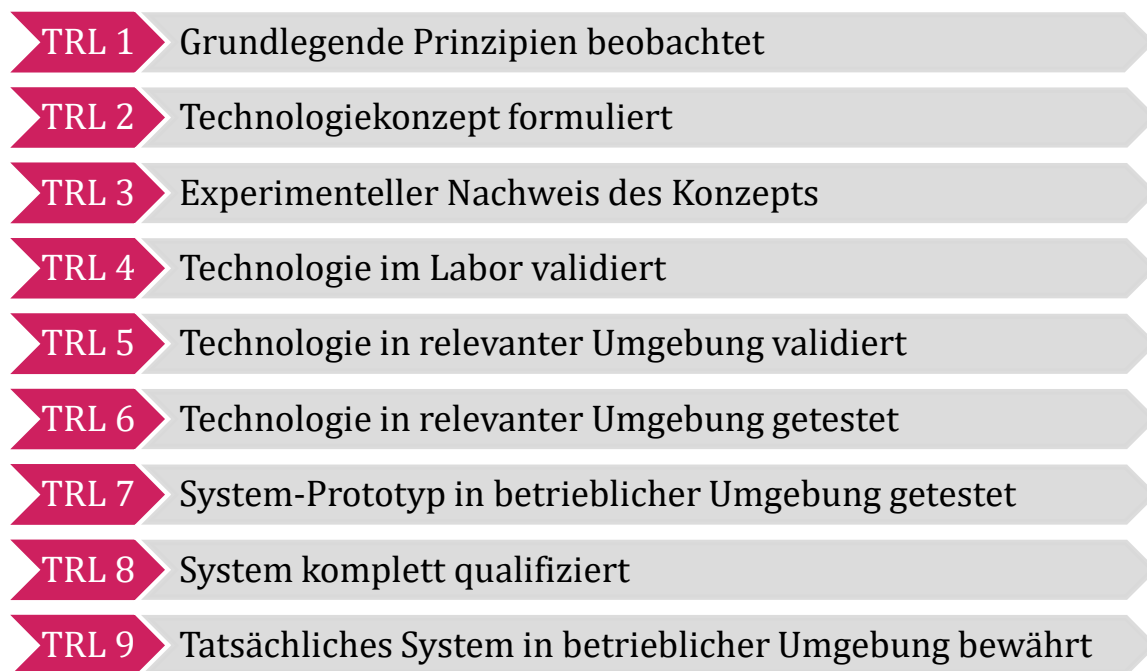 TRL 1 Grundlegende Prinzipien beobachtet
TRL 2 Technologiekonzept formuliert
TRL 3 Experimenteller Nachweis des Konzepts
TRL 4 Technologie im Labor validiert
TRL 5 Technologie in relevanter Umgebung validiert
TRL 6 Technologie in relevanter Umgebung getestet
TRL 7 System-Prototyp in betrieblicher Umgebung getestet
TRL 8 System komplett qualifiziert
TRL 9 Tatsächliches System in betrieblicher Umgebung bewährt